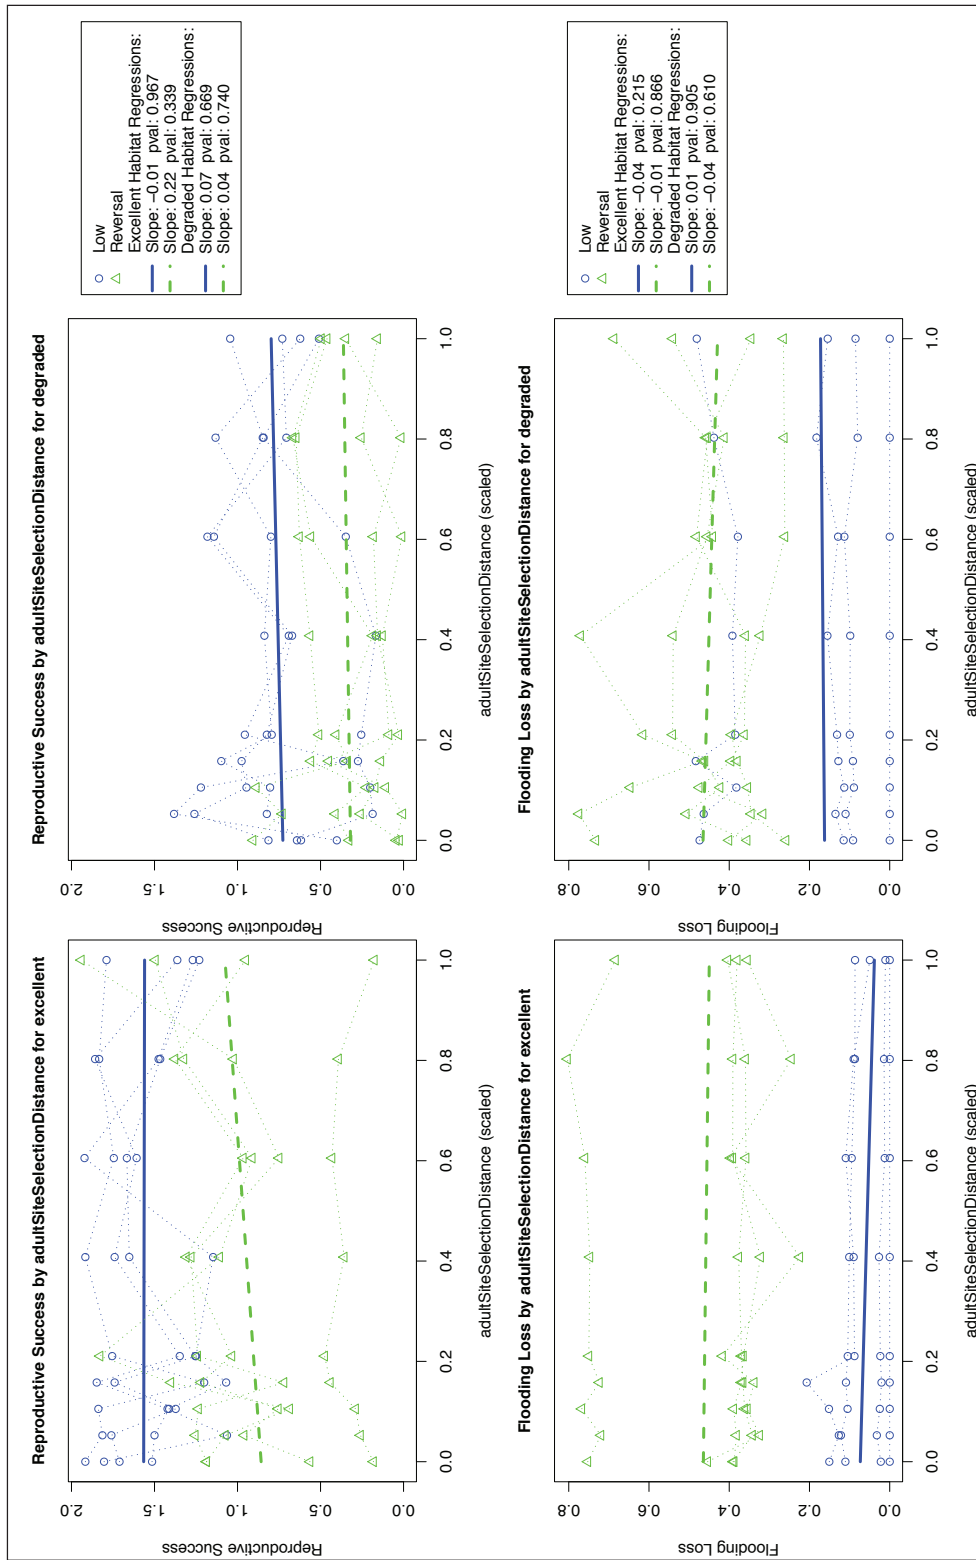 Reproductive Success by adultSiteSelectionDistance for excellent
2.0
1.5
1.0
0.5
0.0
Reproductive Success
0.0 0.2 0.4 0.6 0.8 1.0
adultSiteSelectionDistance (scaled)
Reproductive Success by adultSiteSelectionDistance for degraded
2.0
1.5
1.0
0.5
0.0
Reproductive Success
0.0 0.2 0.4 0.6 0.8 1.0
adultSiteSelectionDistance (scaled)
Low
Reversal
Excellent Habitat Regressions:
Slope: −0.01 pval: 0.967
Slope: 0.22 pval: 0.339
Degraded Habitat Regressions:
Slope: 0.07 pval: 0.669
Slope: 0.04 pval: 0.740
Flooding Loss by adultSiteSelectionDistance for excellent
0.8
0.6
0.4
0.2
0.0
Flooding Loss
0.0 0.2 0.4 0.6 0.8 1.0
adultSiteSelectionDistance (scaled)
Flooding Loss by adultSiteSelectionDistance for degraded
0.8
0.6
0.4
0.2
0.0
Flooding Loss
0.0 0.2 0.4 0.6 0.8 1.0
adultSiteSelectionDistance (scaled)
Low
Reversal
Excellent Habitat Regressions:
Slope: −0.04 pval: 0.215
Slope: −0.01 pval: 0.866
Degraded Habitat Regressions:
Slope: 0.01 pval: 0.905
Slope: −0.04 pval: 0.610